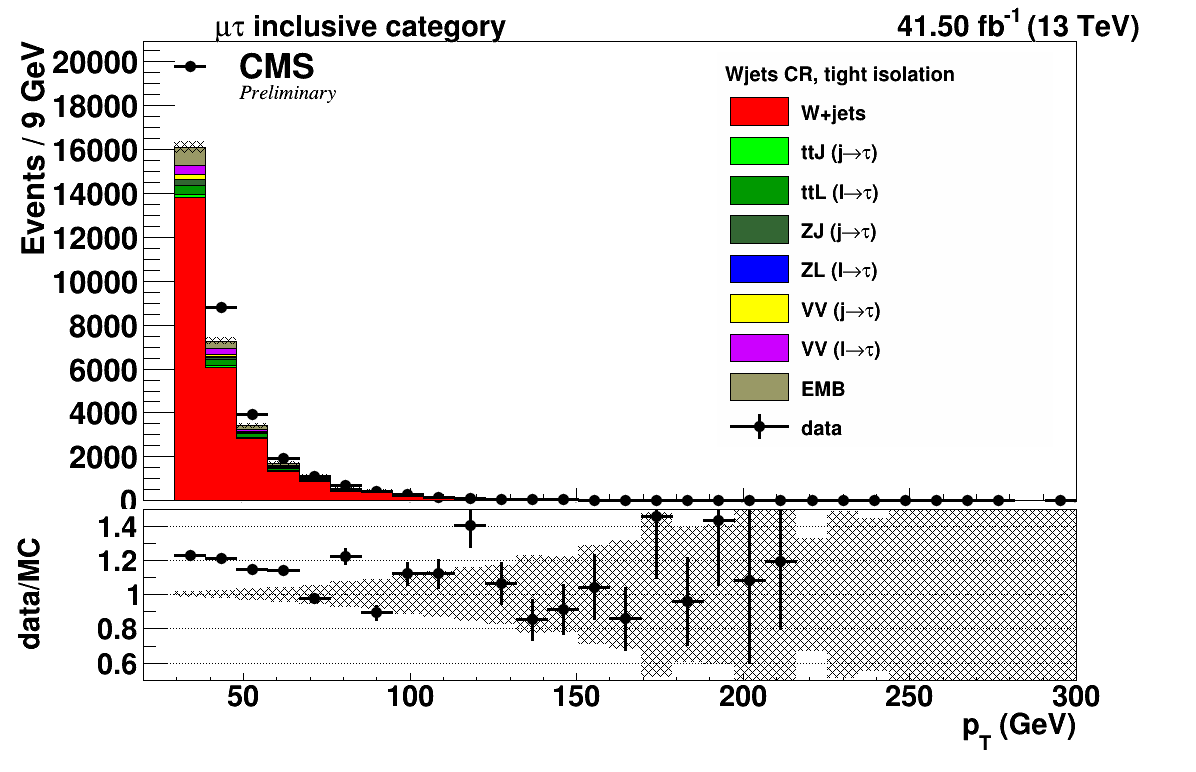 μτ inclusive category
41.50 fb-1 (13 TeV)
Events / 9 GeV
20000
18000
16000
14000
12000
10000
8000
6000
4000
2000
0
CMS
Preliminary
Wjets CR, tight isolation
W+jets
ttJ (j→τ)
ttL (l→τ)
ZJ (j→τ)
ZL (l→τ)
VV (j→τ)
VV (l→τ)
EMB
data
data/MC
1.4
1.2
1
0.8
0.6
50 100 150 200 250 300
pT (GeV)